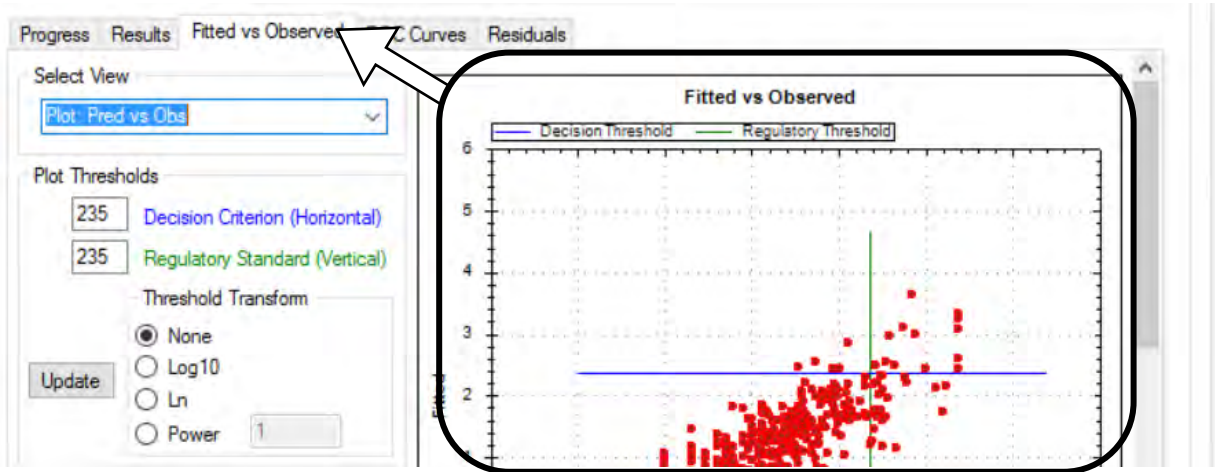 Progress Results Fitted vs Observed C Curves Residuals
Select View
Plot: Pred vs Obs
Plot Thresholds
235 Decision Criterion (Horizontal)
235 Regulatory Standard (Vertical)
Threshold Transform
None
Log10
Update
Ln
Power 1
Fitted vs Observed
Decision Threshold Regulatory Threshold
6
5
4
3
2
Fitted